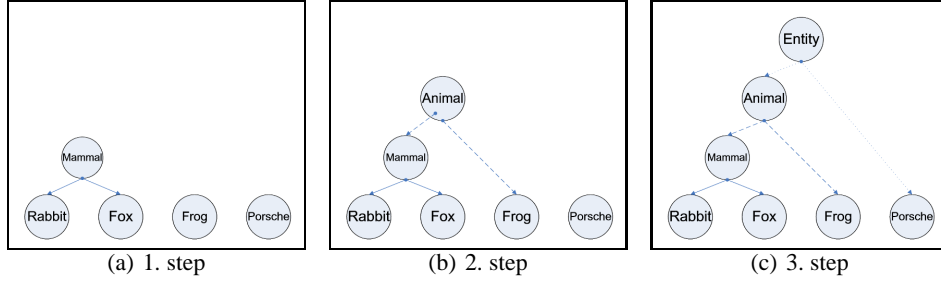 Mammal
Rabbit Fox Frog Porsche
(a) 1. step
Animal
Mammal
Rabbit Fox Frog Porsche
(b) 2. step
Entity
Animal
Mammal
Rabbit Fox Frog Porsche
(c) 3. step